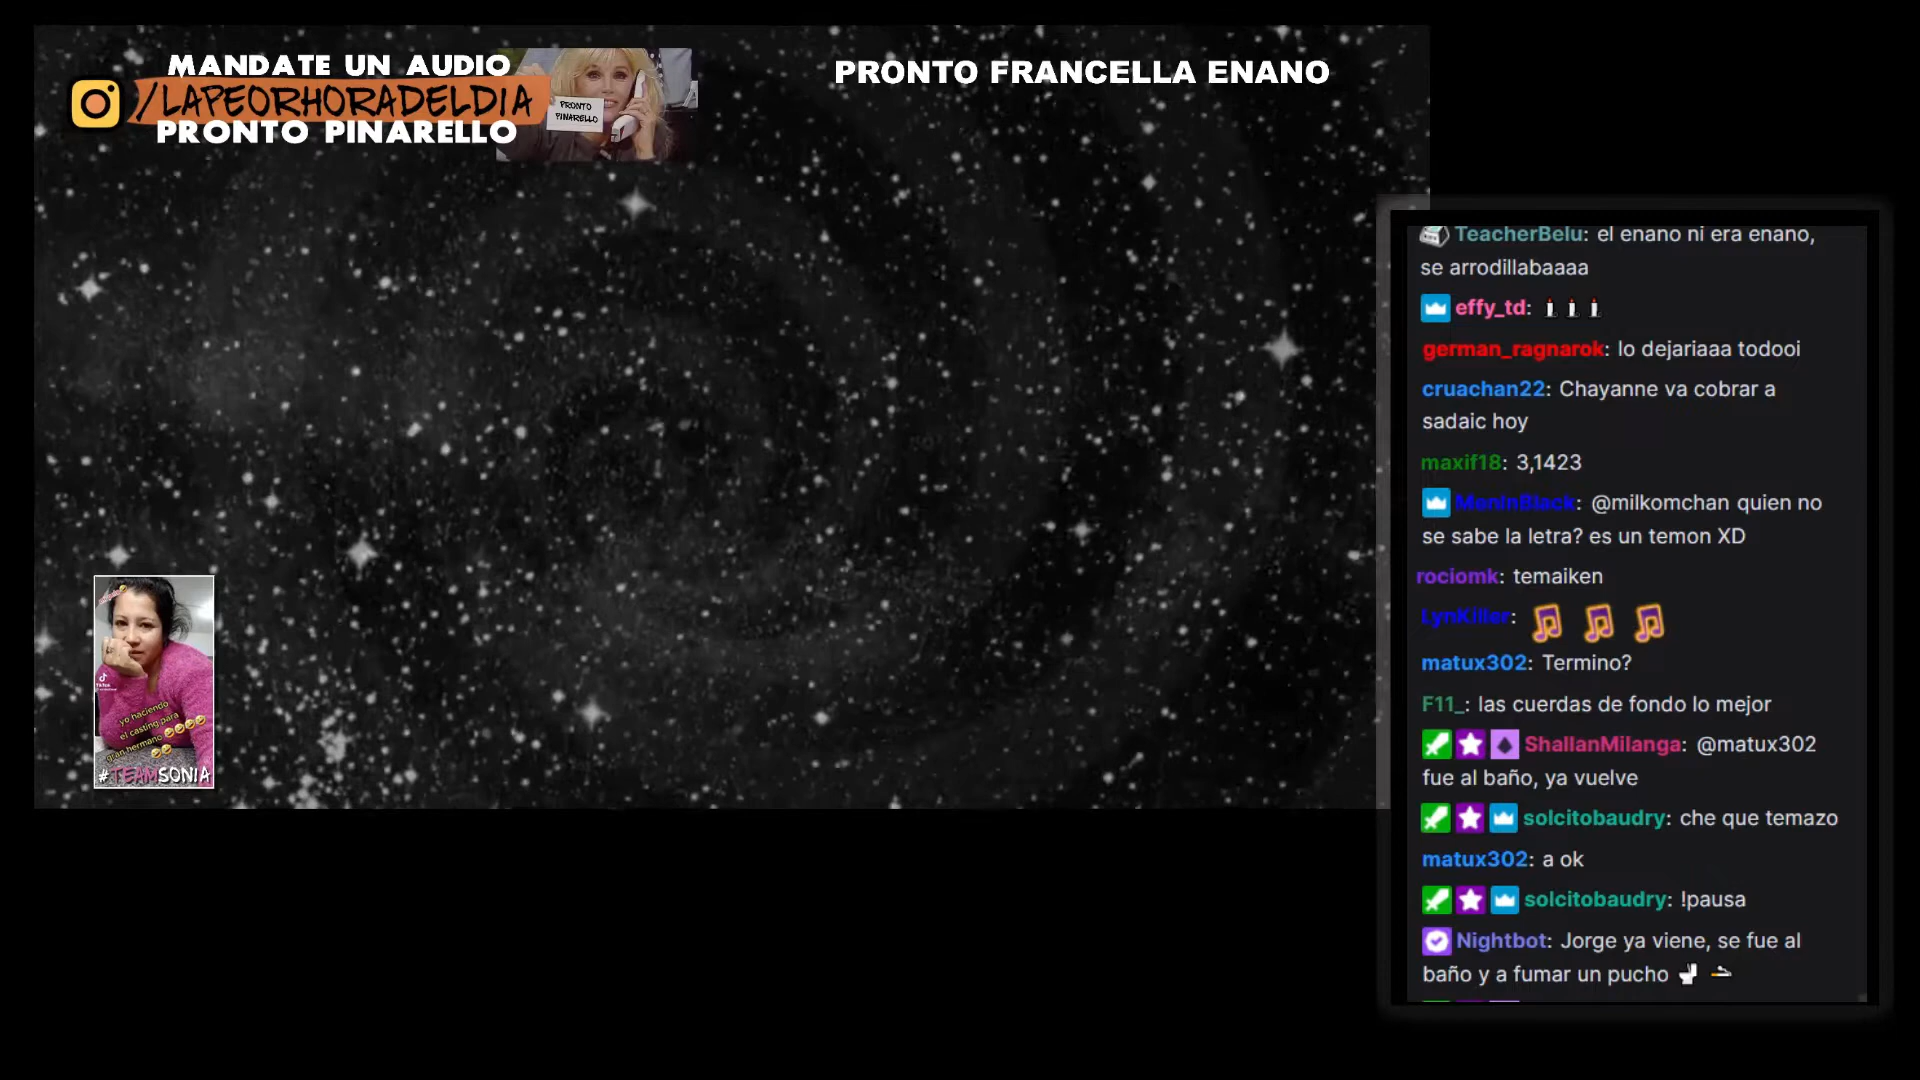 MANDATE UN AUDIO
/LAPEORHORADELDIA
PRONTO PINARELLO
PRONTO
PINARELLO
PRONTO FRANCELLA ENANO
TeacherBelu: el enano ni era enano,
se arrodillabaaaa
effy_td:
german_ragnarok: lo dejariaaa todooi
cruachan22: Chayanne va cobrar a
sadaic hoy
maxif18: 3,1423
MenInBlack: @milkomchan quien no
se sabe la letra? es un temon XD
rociomk: temaiken
LynKiller:
matux302: Termino?
F11_: las cuerdas de fondo lo mejor
ShallanMilanga: @matux302
fue al baño, ya vuelve
solcitobaudry: che que temazo
matux302: a ok
solcitobaudry: !pausa
Nightbot: Jorge ya viene, se fue al
baño y a fumar un pucho
yo haciendo
el casting para
gran hermano
#TEAMSONIA